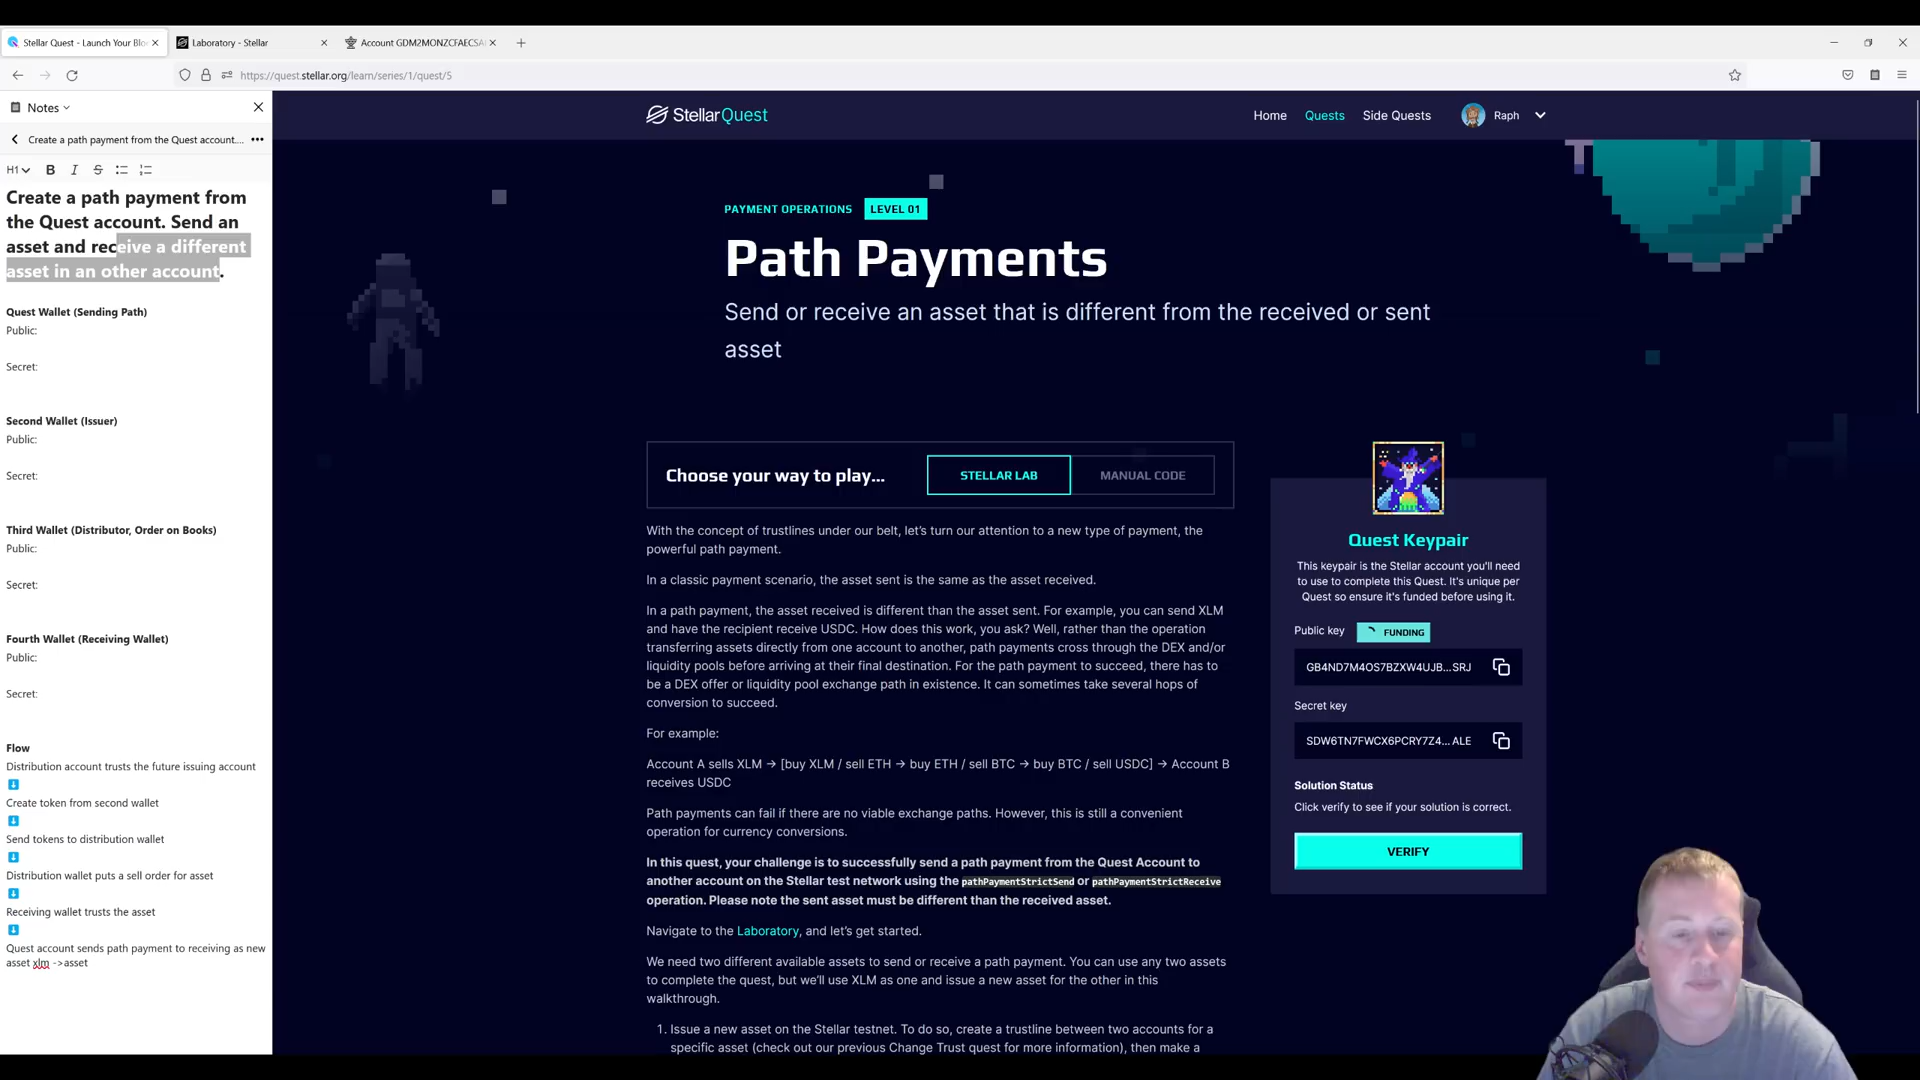 Stellar Quest - Launch Your Blo
Laboratory - Stellar
Account GDM2MONZCFAECSA
https://quest.stellar.org/learn/series/1/quest/5
Notes
Create a path payment from the Quest account....
H1 B I S
Create a path payment from
the Quest account. Send an
asset and receive a different
asset in an other account.
Quest Wallet (Sending Path)
Public:
Secret:
Second Wallet (Issuer)
Public:
Secret:
Third Wallet (Distributor, Order on Books)
Public:
Secret:
Fourth Wallet (Receiving Wallet)
Public:
Secret:
Flow
Distribution account trusts the future issuing account
Create token from second wallet
Send tokens to distribution wallet
Distribution wallet puts a sell order for asset
Receiving wallet trusts the asset
Quest account sends path payment to receiving as new
asset xlm ->asset
StellarQuest
Home Quests Side Quests Raph
PAYMENT OPERATIONS LEVEL 01
Path Payments
Send or receive an asset that is different from the received or sent
asset
Choose your way to play... STELLAR LAB MANUAL CODE
With the concept of trustlines under our belt, let's turn our attention to a new type of payment, the
powerful path payment.
In a classic payment scenario, the asset sent is the same as the asset received.
In a path payment, the asset received is different than the asset sent. For example, you can send XLM
and have the recipient receive USDC. How does this work, you ask? Well, rather than the operation
transferring assets directly from one account to another, path payments cross through the DEX and/or
liquidity pools before arriving at their final destination. For the path payment to succeed, there has to
be a DEX offer or liquidity pool exchange path in existence. It can sometimes take several hops of
conversion to succeed.
For example:
Account A sells XLM → [buy XLM / sell ETH → buy ETH / sell BTC → buy BTC / sell USDC] → Account B
receives USDC
Path payments can fail if there are no viable exchange paths. However, this is still a convenient
operation for currency conversions.
In this quest, your challenge is to successfully send a path payment from the Quest Account to
another account on the Stellar test network using the pathPaymentStrictSend or pathPaymentStrictReceive
operation. Please note the sent asset must be different than the received asset.
Navigate to the Laboratory, and let's get started.
We need two different available assets to send or receive a path payment. You can use any two assets
to complete the quest, but we'll use XLM as one and issue a new asset for the other in this
walkthrough.
1. Issue a new asset on the Stellar testnet. To do so, create a trustline between two accounts for a
specific asset (check out our previous Change Trust quest for more information), then make a
Quest Keypair
This keypair is the Stellar account you'll need
to use to complete this Quest. It's unique per
Quest so ensure it's funded before using it.
Public key FUNDING
GB4ND7M4OS7BZXW4UJB...SRJ
Secret key
SDW6TN7FWCX6PCRY7Z4... ALE
Solution Status
Click verify to see if your solution is correct.
VERIFY